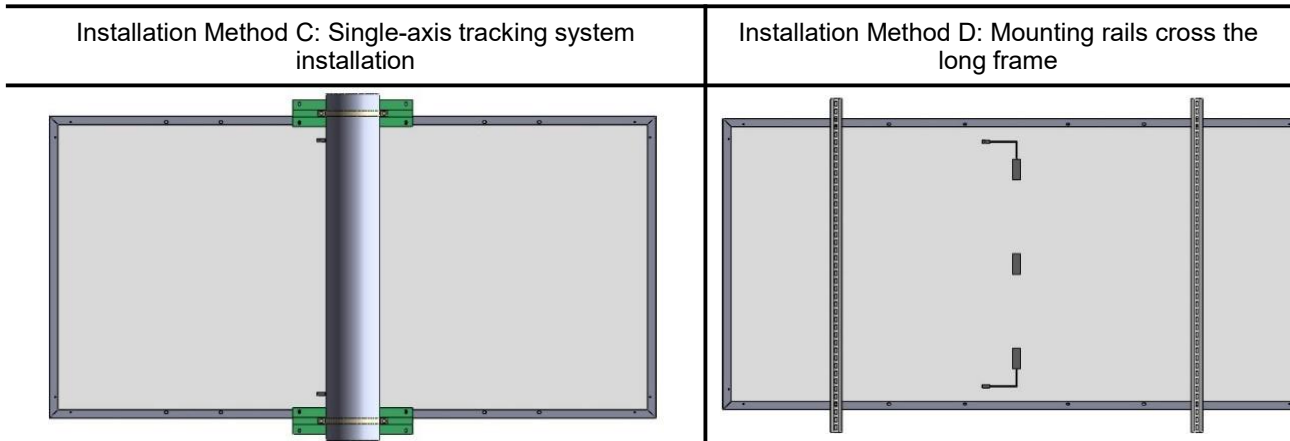 Installation Method C: Single-axis tracking system
installation
Installation Method D: Mounting rails cross the
long frame